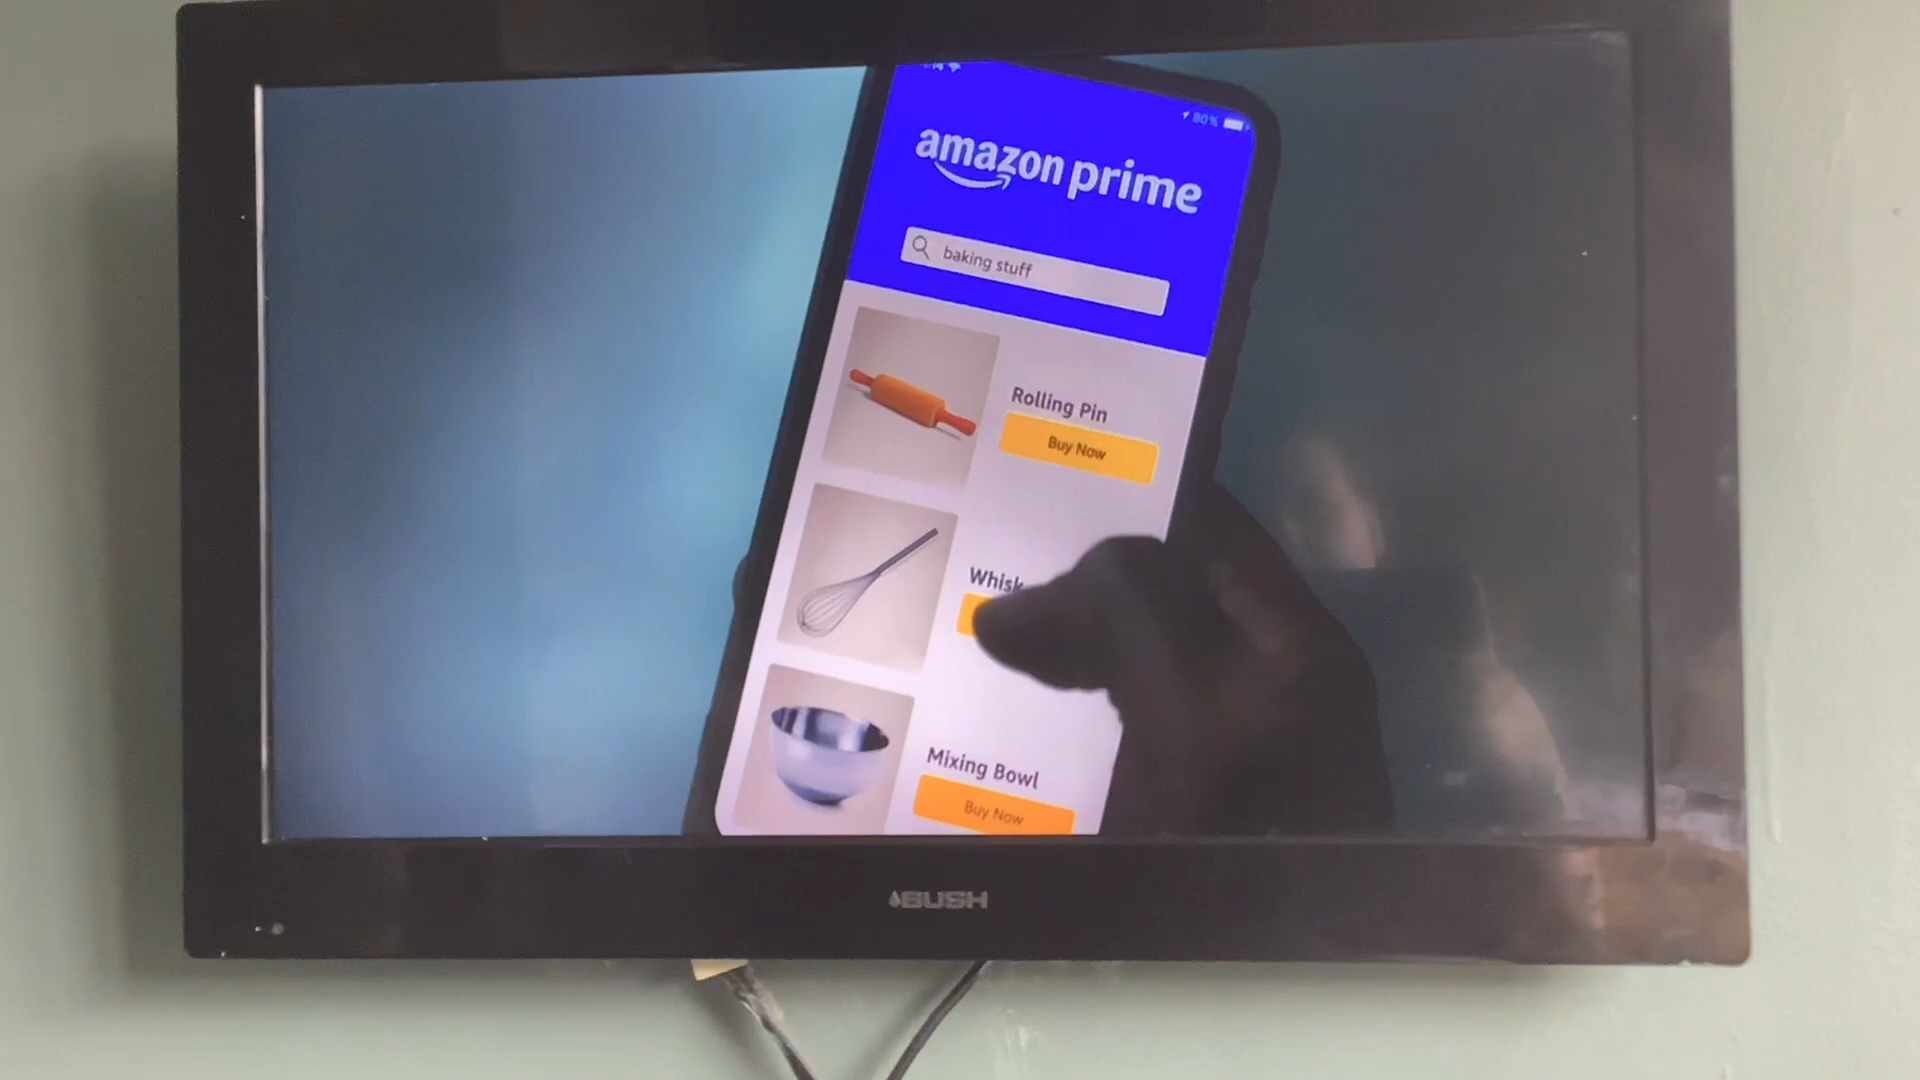 80%
amazon prime
baking stuff
Rolling Pin
Buy Now
Whisk
Mixing Bowl
Buy Now
BUSH